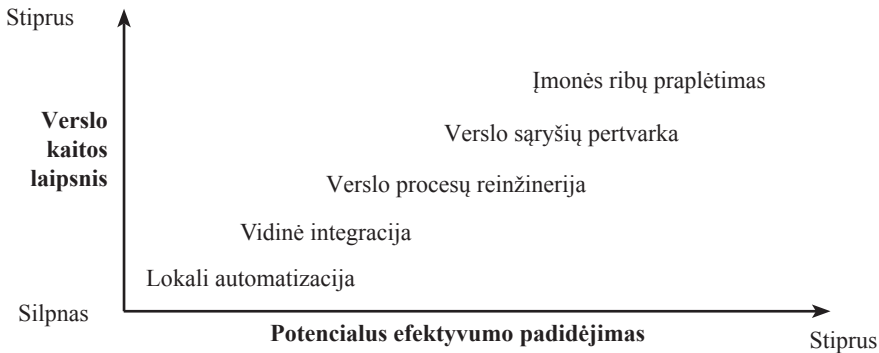 Stiprus
Įmonės ribų praplėtimas
Verslo
kaitos
laipsnis
Verslo sąryšių pertvarka
Verslo procesų reinžinerija
Vidinė integracija
Lokali automatizacija
Silpnas
Potencialus efektyvumo padidėjimas
Stiprus